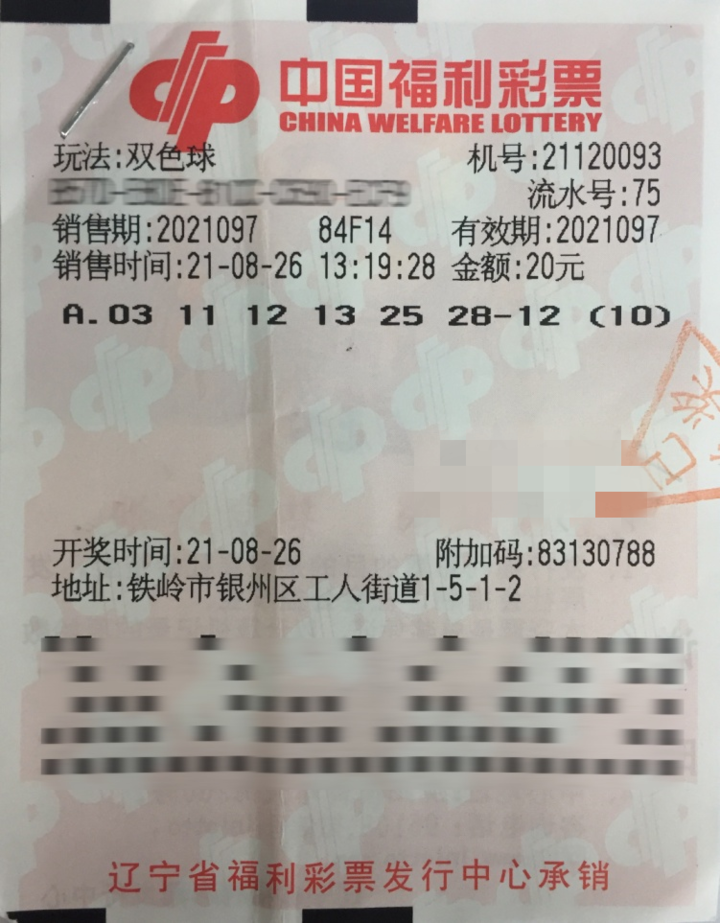 中国福利彩票
CHINA WELFARE LOTTERY
玩法:双色球 机号:21120093
流水号:75
销售期:2021097 84F14 有效期:2021097
销售时间:21-08-26 13:19:28 金额:20元
A.03 11 12 13 25 28-12 (10)
已兑
开奖时间:21-08-26 附加码:83130788
地址:铁岭市银州区工人街道1-5-1-2
辽宁省福利彩票发行中心承销